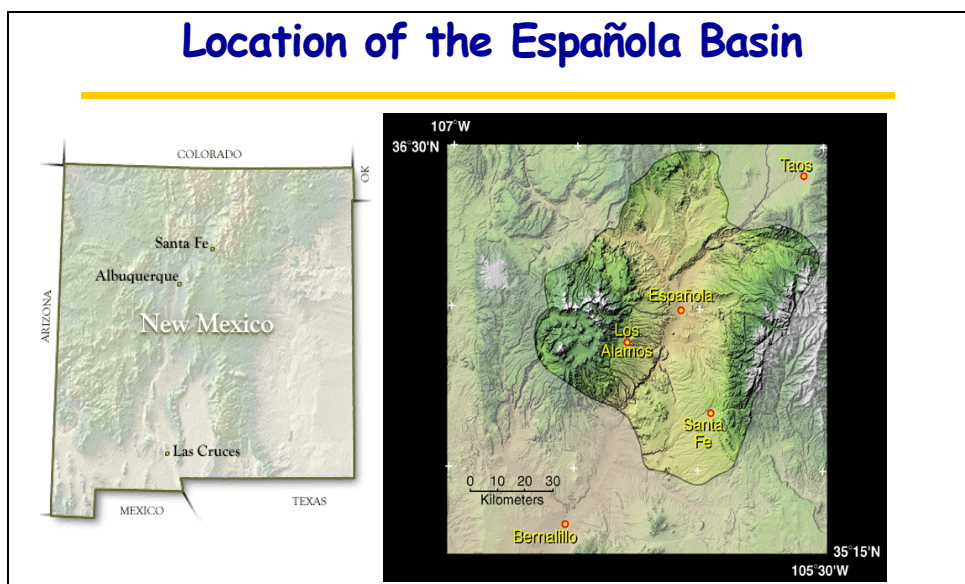 Location of the Española Basin
COLORADO
OK
Santa Fe
Albuquerque
ARIZONA
New Mexico
Las Cruces
MEXICO
TEXAS
107°W
36°30'N
Taos
Española
Los
Alamos
Santa
Fe
0 10 20 30
Kilometers
Bernalillo
35°15'N
105°30'W